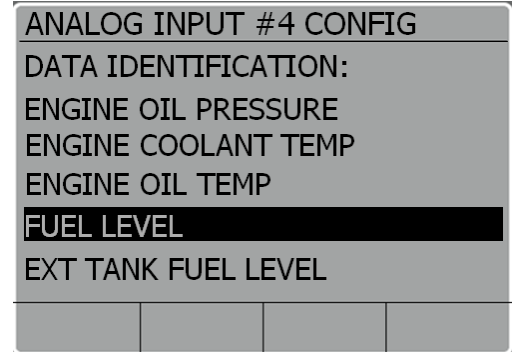 ANALOG INPUT #4 CONFIG
DATA IDENTIFICATION:
ENGINE OIL PRESSURE
ENGINE COOLANT TEMP
ENGINE OIL TEMP
FUEL LEVEL
EXT TANK FUEL LEVEL